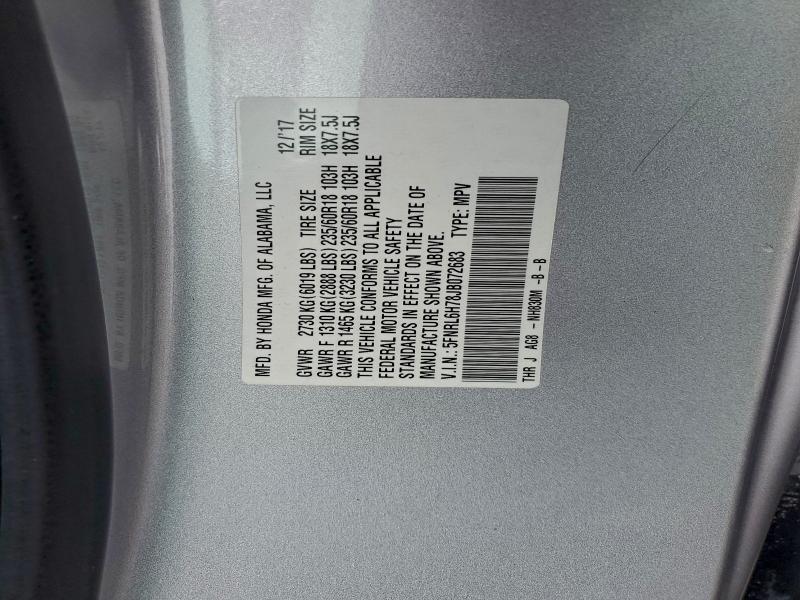 MFD. BY HONDA MFG. OF ALABAMA, LLC 12/'17
GVWR 2730 KG(6019 LBS) TIRE SIZE RIM SIZE
GAWR F 1310 KG(2888 LBS) 235/60R18 103H 18X7.5J
GAWR R 1465 KG(3230 LBS) 235/60R18 103H 18X7.5J
THIS VEHICLE CONFORMS TO ALL APPLICABLE
FEDERAL MOTOR VEHICLE SAFETY
STANDARDS IN EFFECT ON THE DATE OF
MANUFACTURE SHOWN ABOVE.
V.I.N.: 5FNRL6H78JB072683 TYPE: MPV
THR J AG8 - NH830M -B-B